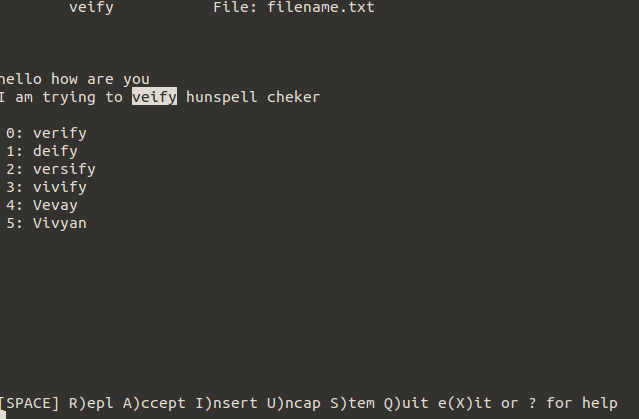 veify File: filename.txt
hello how are you
I am trying to veify hunspell cheker
0: verify
1: deify
2: versify
3: vivify
4: Vevay
5: Vivyan
[SPACE] R)epl A)ccept I)nsert U)ncap S)tem Q)uit e(X)it or ? for help